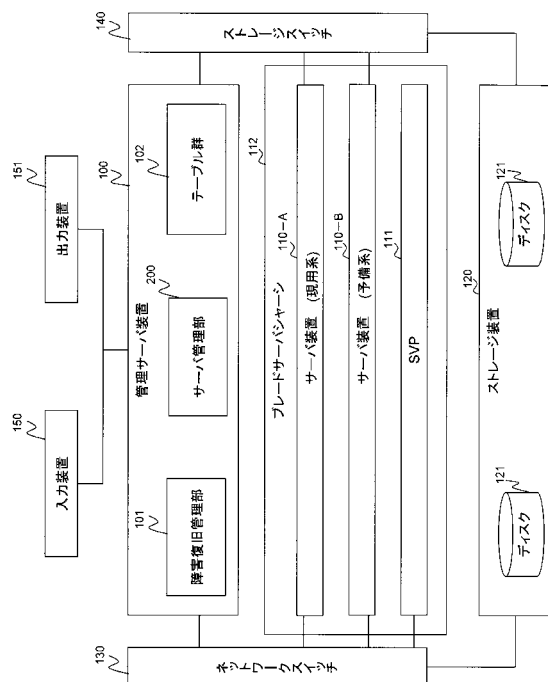 150
入力装置
151
出力装置
100
管理サーバ装置
101
障害復旧管理部
200
サーバ管理部
102
テーブル群
130
ネットワークスイッチ
140
ストレージスイッチ
112
ブレードサーバシャーシ
110-A
サーバ装置 (現用系)
110-B
サーバ装置 (予備系)
111
SVP
120
ストレージ装置
121
ディスク
121
ディスク